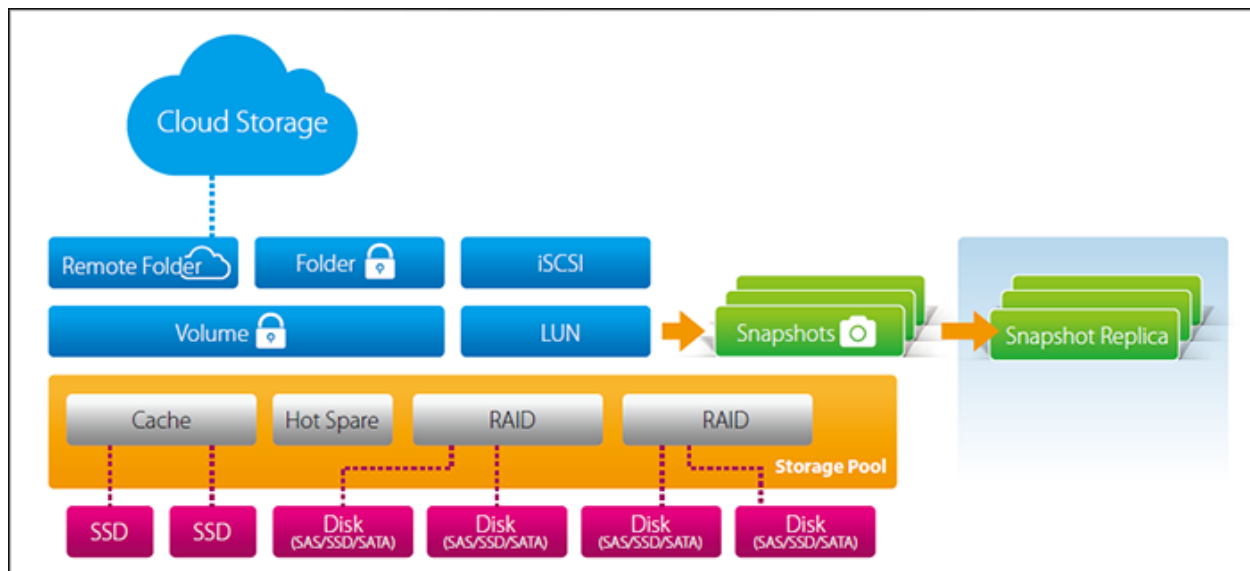 Cloud Storage
Remote Folder
Folder
iSCSI
Volume
LUN
Snapshots
Snapshot Replica
Cache
Hot Spare
RAID
RAID
Storage Pool
SSD
SSD
Disk
(SAS/SSD/SATA)
Disk
(SAS/SSD/SATA)
Disk
(SAS/SSD/SATA)
Disk
(SAS/SSD/SATA)